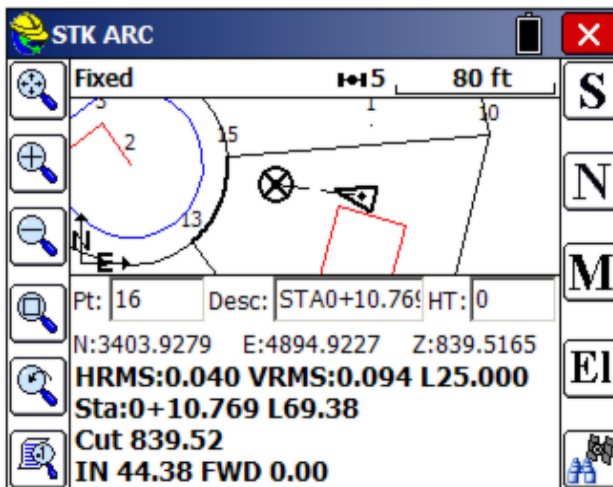 STK ARC
Fixed 5 80 ft
S
1
10
15
2
N
13
N
E
M
Pt: 16 Desc: STA0+10.769 HT: 0
N:3403.9279 E:4894.9227 Z:839.5165
HRMS:0.040 VRMS:0.094 L25.000
El
Sta:0+10.769 L69.38
Cut 839.52
IN 44.38 FWD 0.00